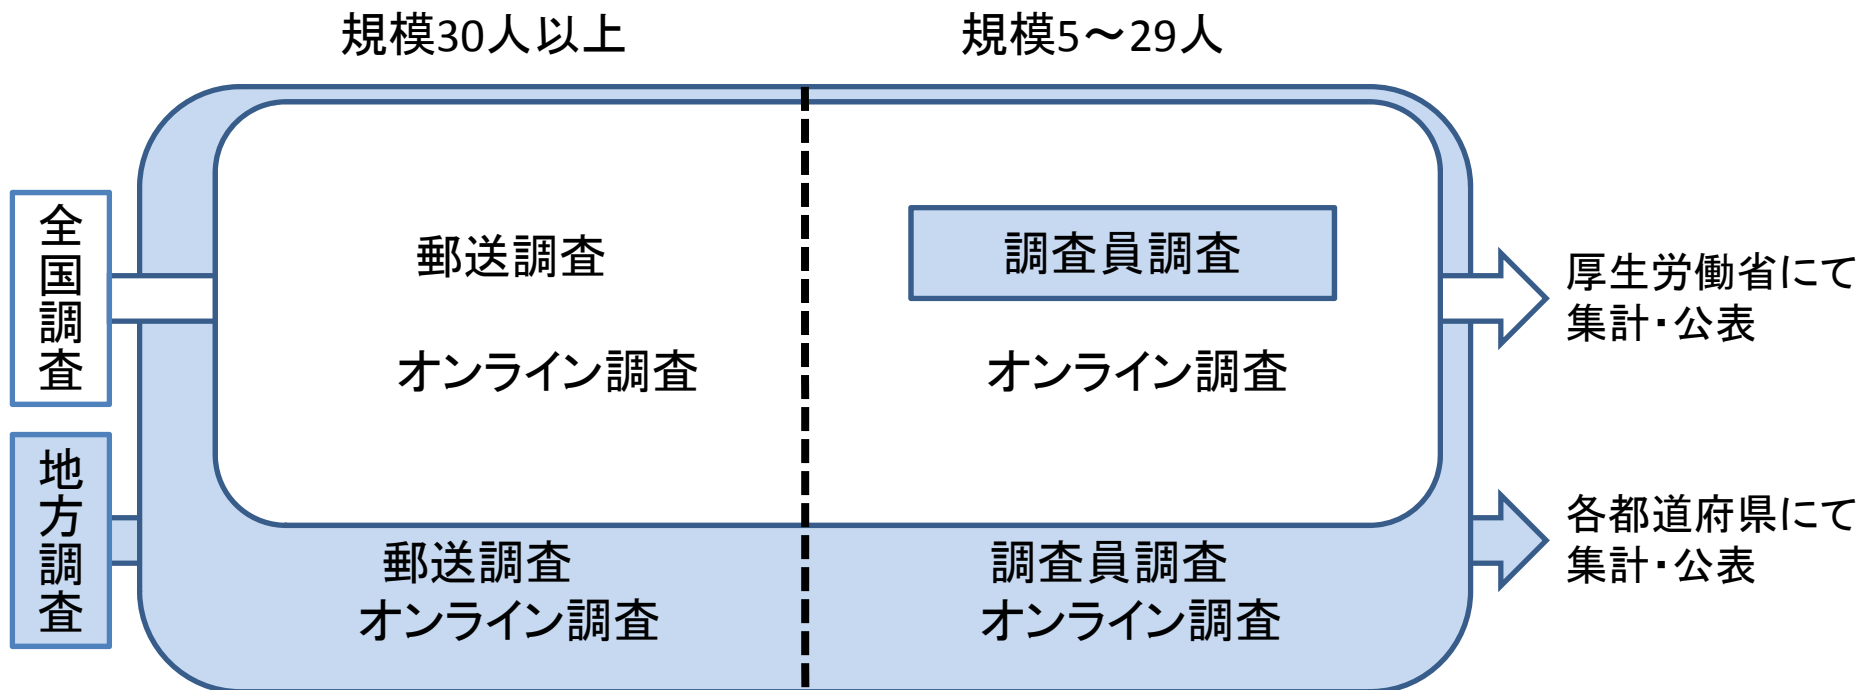 規模30人以上
規模5～29人
全国調査
郵送調査
調査員調査
オンライン調査
オンライン調査
厚生労働省にて
集計・公表
地方調査
郵送調査
調査員調査
オンライン調査
オンライン調査
各都道府県にて
集計・公表